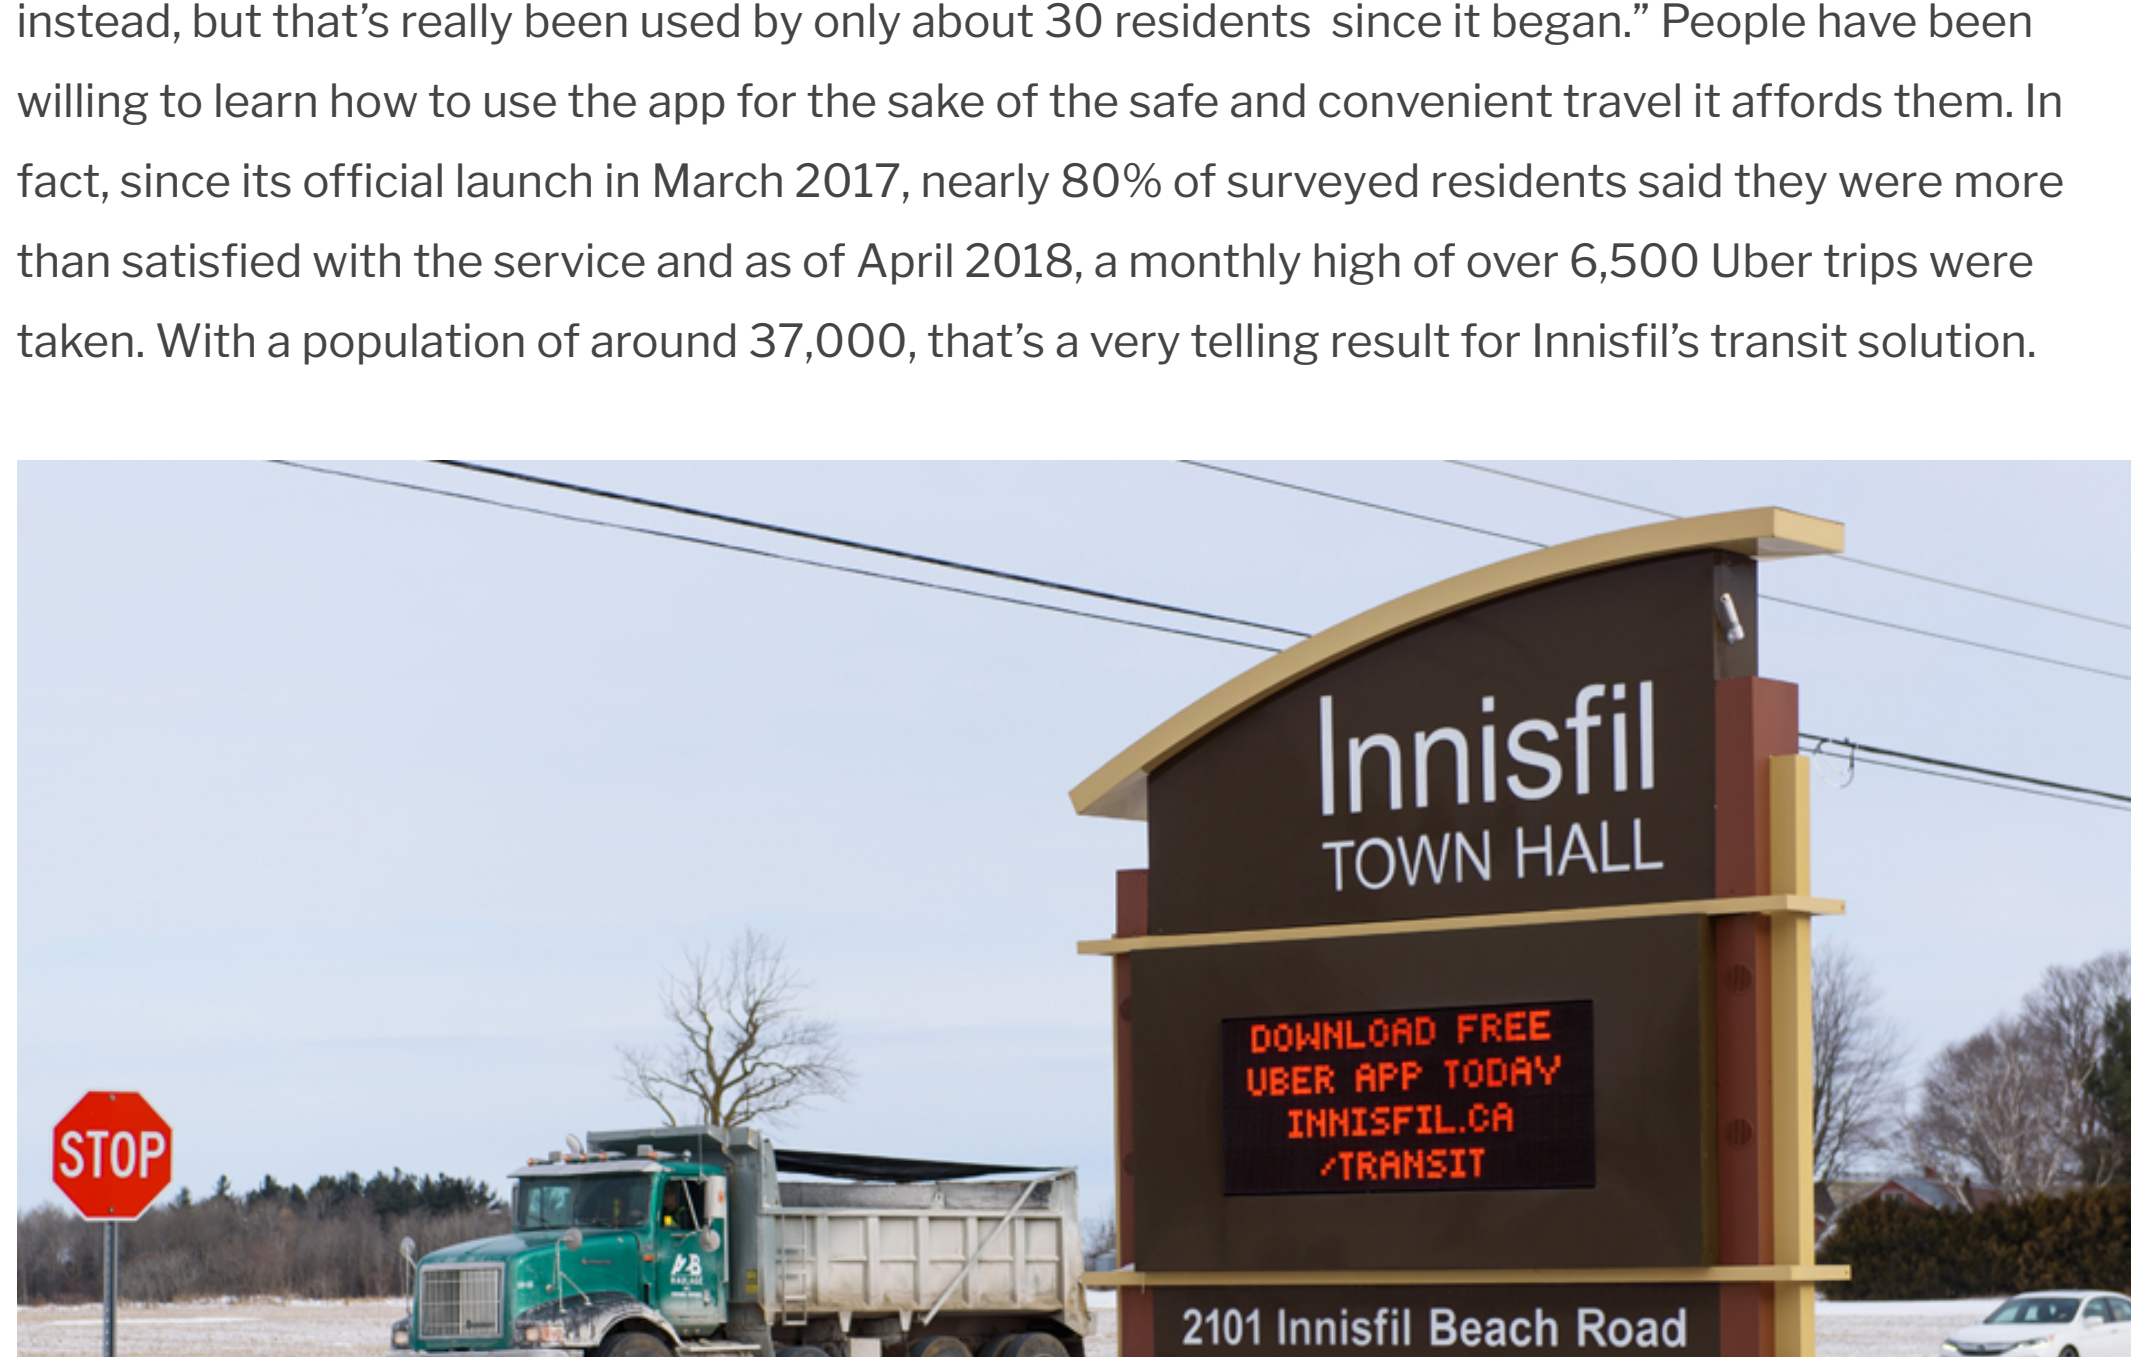 instead, but that’s really been used by only about 30 residents  since it began.” People have been
willing to learn how to use the app for the sake of the safe and convenient travel it affords them. In
fact, since its official launch in March 2017, nearly 80% of surveyed residents said they were more
than satisfied with the service and as of April 2018, a monthly high of over 6,500 Uber trips were
taken. With a population of around 37,000, that’s a very telling result for Innisfil’s transit solution.
Innisfil
TOWN HALL
DOWNLOAD FREE
UBER APP TODAY
INNISFIL.CA
/TRANSIT
2101 Innisfil Beach Road
STOP
HAULAGE